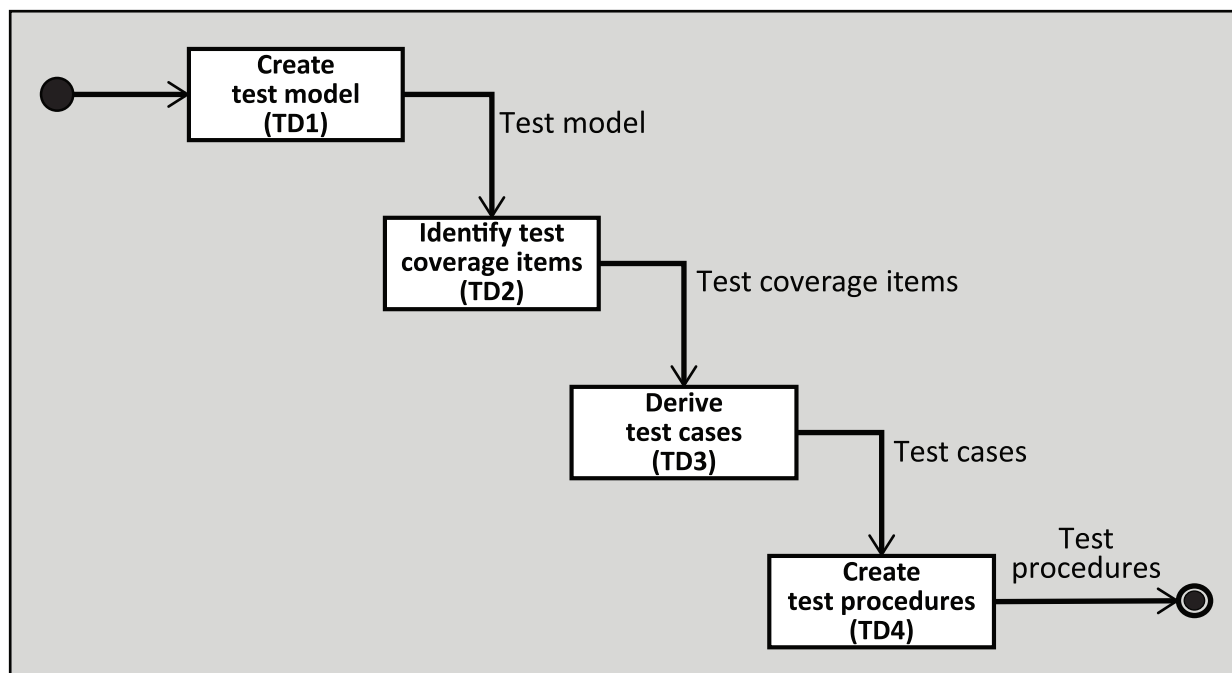 Create
test model
(TD1)
Test model
Identify test
coverage items
(TD2)
Test coverage items
Derive
test cases
(TD3)
Test cases
Create
test procedures
(TD4)
Test
procedures